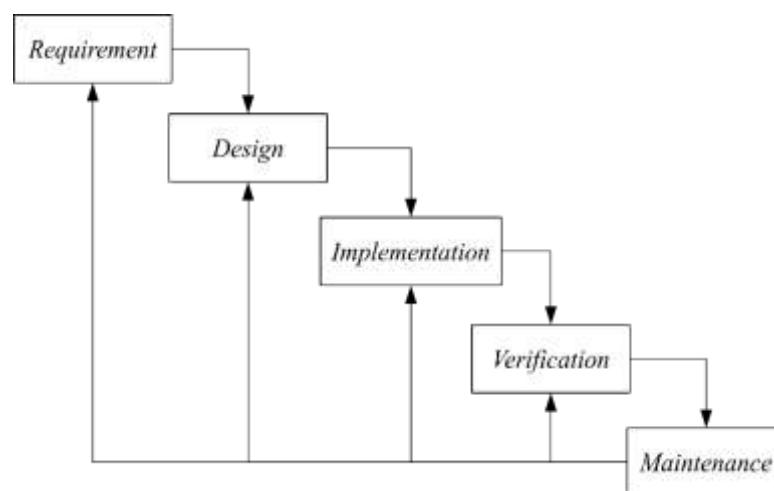 Requirement
Design
Implementation
Verification
Maintenance